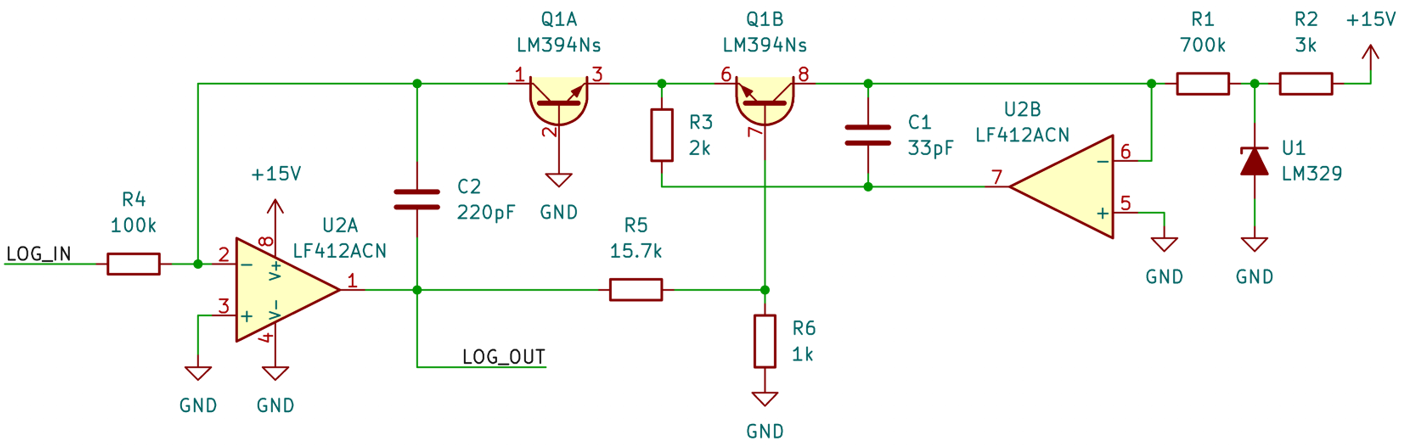 Q1A
LM394Ns
1
3
2
GND
Q1B
LM394Ns
6
8
7
R1
700k
R2
3k
+15V
R3
2k
C1
33pF
U2B
LF412ACN
7
−
6
+
5
GND
U1
LM329
GND
+15V
C2
220pF
R4
100k
LOG_IN
U2A
LF412ACN
8
V+
2
−
3
+
1
V-
4
GND
GND
R5
15.7k
LOG_OUT
R6
1k
GND